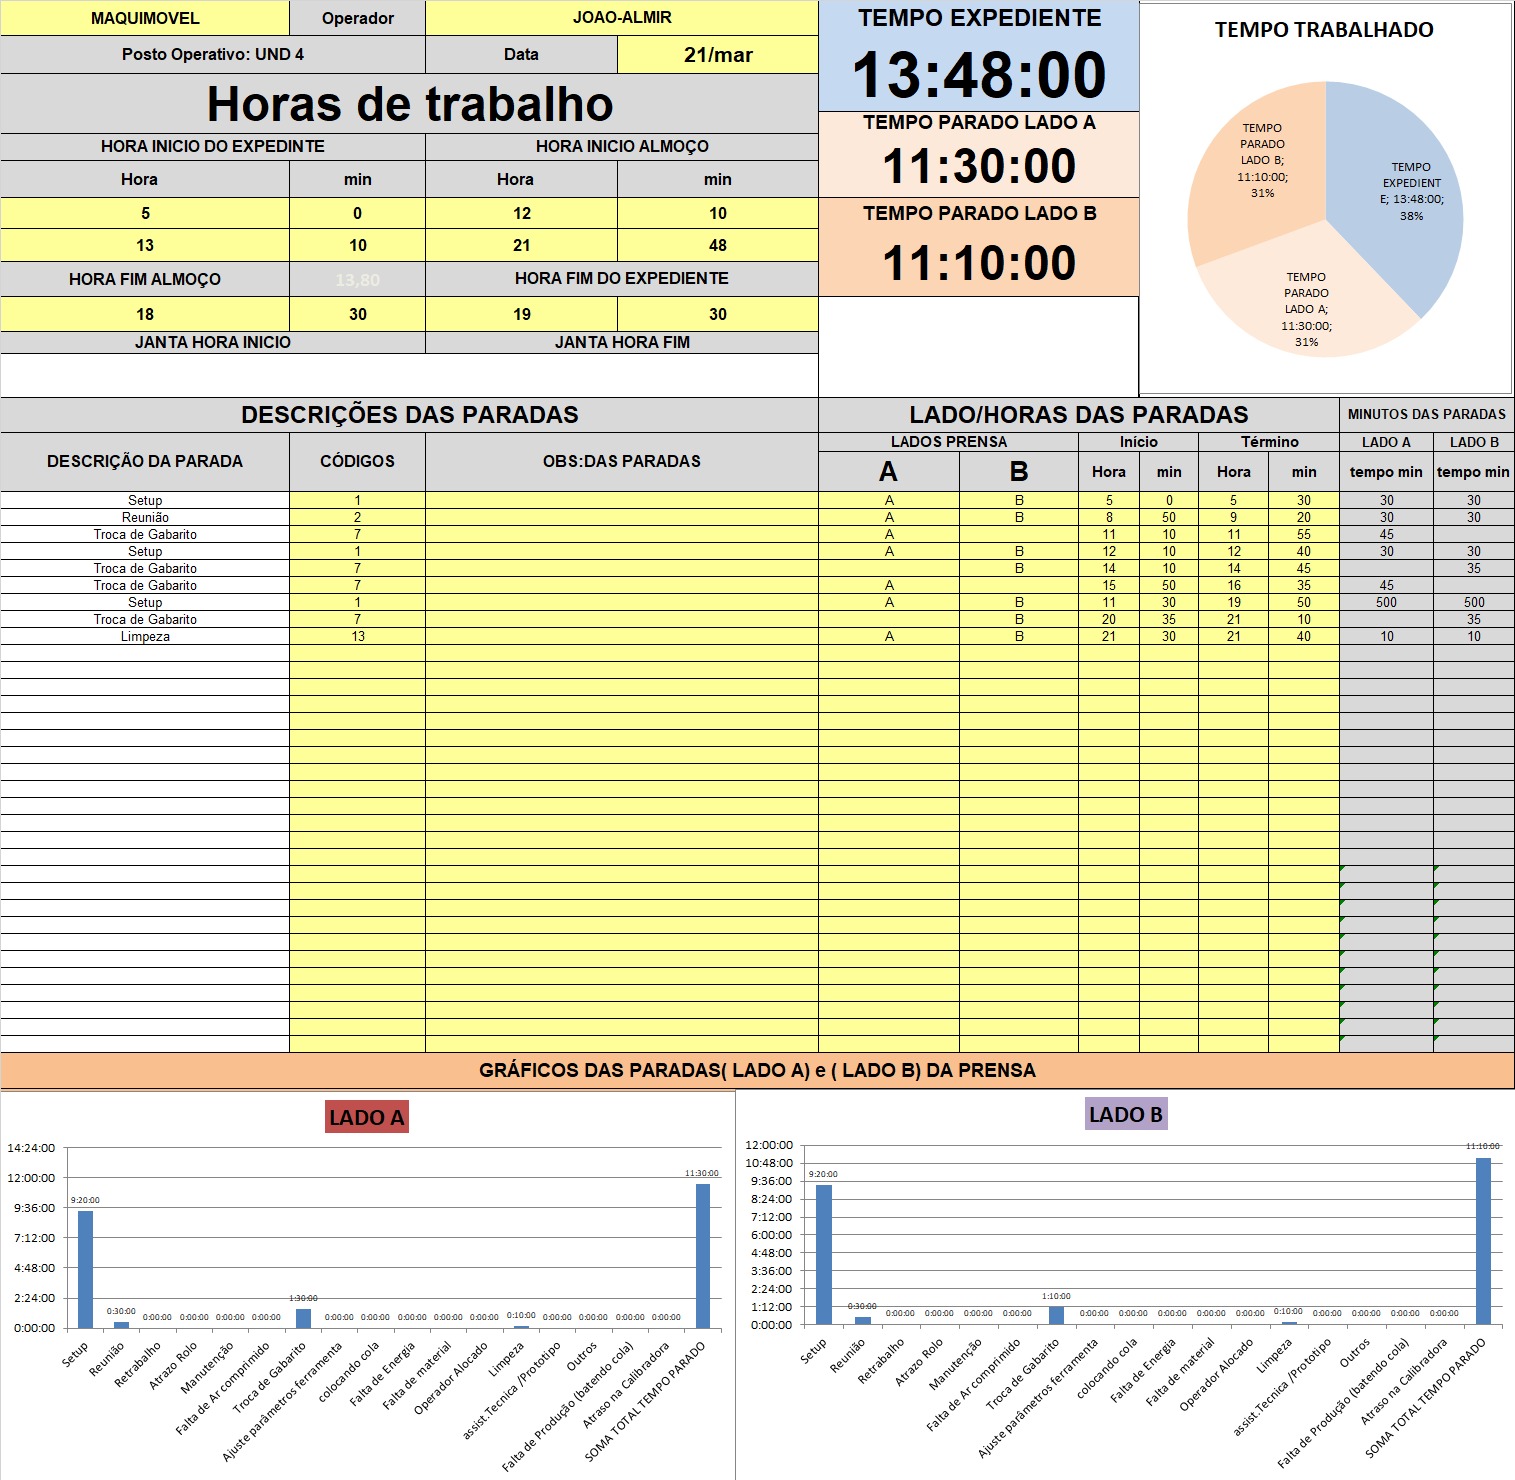 MAQUIMOVEL Operador JOAO-ALMIR
Posto Operativo: UND 4 Data 21/mar
Horas de trabalho
HORA INICIO DO EXPEDINTE HORA INICIO ALMOÇO
Hora min Hora min
5 0 12 10
13 10 21 48
HORA FIM ALMOÇO 13,80 HORA FIM DO EXPEDIENTE
18 30 19 30
JANTA HORA INICIO JANTA HORA FIM
TEMPO EXPEDIENTE
13:48:00
TEMPO PARADO LADO A
11:30:00
TEMPO PARADO LADO B
11:10:00
TEMPO TRABALHADO
TEMPO
PARADO
LADO B;
11:10:00;
31%
TEMPO
EXPEDIENT
E; 13:48:00;
38%
TEMPO
PARADO
LADO A;
11:30:00;
31%
DESCRIÇÕES DAS PARADAS LADO/HORAS DAS PARADAS MINUTOS DAS PARADAS
DESCRIÇÃO DA PARADA CÓDIGOS OBS:DAS PARADAS
LADOS PRENSA Início Término LADO A LADO B
A B Hora min Hora min tempo min tempo min
Setup 1 A B 5 0 5 30 30 30
Reunião 2 A B 8 50 9 20 30 30
Troca de Gabarito 7 A 11 10 11 55 45
Setup 1 A B 12 10 12 40 30 30
Troca de Gabarito 7 B 14 10 14 45 35
Troca de Gabarito 7 A 15 50 16 35 45
Setup 1 A B 11 30 19 50 500 500
Troca de Gabarito 7 B 20 35 21 10 35
Limpeza 13 A B 21 30 21 40 10 10
GRÁFICOS DAS PARADAS( LADO A) e ( LADO B) DA PRENSA
LADO A
14:24:00
12:00:00
9:36:00
7:12:00
4:48:00
2:24:00
0:00:00
9:20:00 0:30:00 0:00:00 0:00:00 0:00:00 0:00:00 1:30:00 0:00:00 0:00:00 0:00:00 0:00:00 0:00:00 0:10:00 0:00:00 0:00:00 0:00:00 0:00:00 11:30:00
Setup
Reunião
Retrabalho
Atrazo Rolo
Manutenção
Falta de Ar comprimido
Troca de Gabarito
Ajuste parâmetros ferramenta
colocando cola
Falta de Energia
Falta de material
Operador Alocado
Limpeza
assist.Tecnica /Prototipo
Outros
Falta de Produção (batendo cola)
Atraso na Calibradora
SOMA TOTAL TEMPO PARADO
LADO B
12:00:00
10:48:00
9:36:00
8:24:00
7:12:00
6:00:00
4:48:00
3:36:00
2:24:00
1:12:00
0:00:00
9:20:00 0:30:00 0:00:00 0:00:00 0:00:00 0:00:00 1:10:00 0:00:00 0:00:00 0:00:00 0:00:00 0:00:00 0:10:00 0:00:00 0:00:00 0:00:00 0:00:00 11:10:00
Setup
Reunião
Retrabalho
Atrazo Rolo
Manutenção
Falta de Ar comprimido
Troca de Gabarito
Ajuste parâmetros ferramenta
colocando cola
Falta de Energia
Falta de material
Operador Alocado
Limpeza
assist.Tecnica /Prototipo
Outros
Falta de Produção (batendo cola)
Atraso na Calibradora
SOMA TOTAL TEMPO PARADO